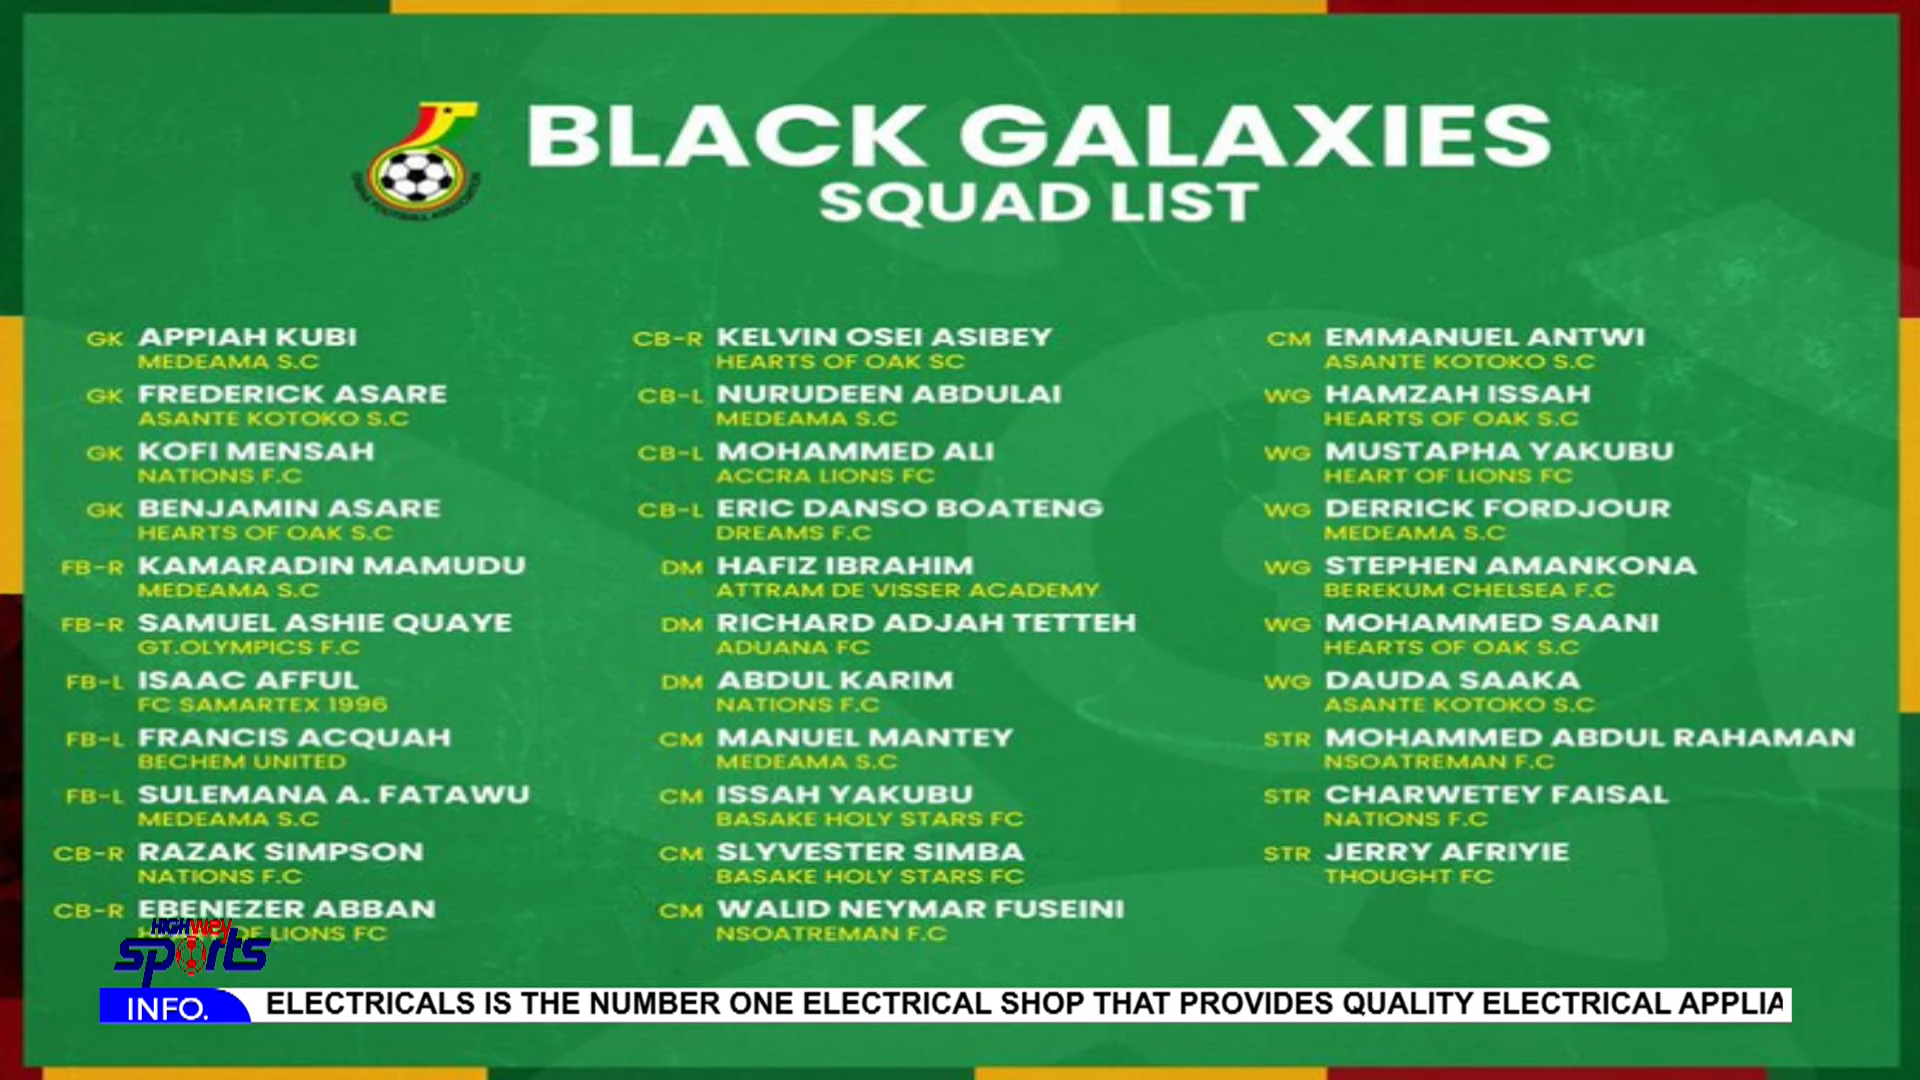 BLACK GALAXIES
SQUAD LIST
GK APPIAH KUBI
MEDEAMA S.C
GK FREDERICK ASARE
ASANTE KOTOKO S.C
GK KOFI MENSAH
NATIONS F.C
GK BENJAMIN ASARE
HEARTS OF OAK S.C
FB-R KAMARADIN MAMUDU
MEDEAMA S.C
FB-R SAMUEL ASHIE QUAYE
GT.OLYMPICS F.C
FB-L ISAAC AFFUL
FC SAMARTEX 1996
FB-L FRANCIS ACQUAH
BECHEM UNITED
FB-L SULEMANA A. FATAWU
MEDEAMA S.C
CB-R RAZAK SIMPSON
NATIONS F.C
CB-R EBENEZER ABBAN
OF LIONS FC
CB-R KELVIN OSEI ASIBEY
HEARTS OF OAK SC
CB-L NURUDEEN ABDULAI
MEDEAMA S.C
CB-L MOHAMMED ALI
ACCRA LIONS FC
CB-L ERIC DANSO BOATENG
DREAMS F.C
DM HAFIZ IBRAHIM
ATTRAM DE VISSER ACADEMY
DM RICHARD ADJAH TETTEH
ADUANA FC
DM ABDUL KARIM
NATIONS F.C
CM MANUEL MANTEY
MEDEAMA S.C
CM ISSAH YAKUBU
BASAKE HOLY STARS FC
CM SLYVESTER SIMBA
BASAKE HOLY STARS FC
CM WALID NEYMAR FUSEINI
NSOATREMAN F.C
CM EMMANUEL ANTWI
ASANTE KOTOKO S.C
WG HAMZAH ISSAH
HEARTS OF OAK S.C
WG MUSTAPHA YAKUBU
HEART OF LIONS FC
WG DERRICK FORDJOUR
MEDEAMA S.C
WG STEPHEN AMANKONA
BEREKUM CHELSEA F.C
WG MOHAMMED SAANI
HEARTS OF OAK S.C
WG DAUDA SAAKA
ASANTE KOTOKO S.C
STR MOHAMMED ABDUL RAHAMAN
NSOATREMAN F.C
STR CHARWETEY FAISAL
NATIONS F.C
STR JERRY AFRIYIE
THOUGHT FC
HIGHWey
sports
INFO. ELECTRICALS IS THE NUMBER ONE ELECTRICAL SHOP THAT PROVIDES QUALITY ELECTRICAL APPLIA